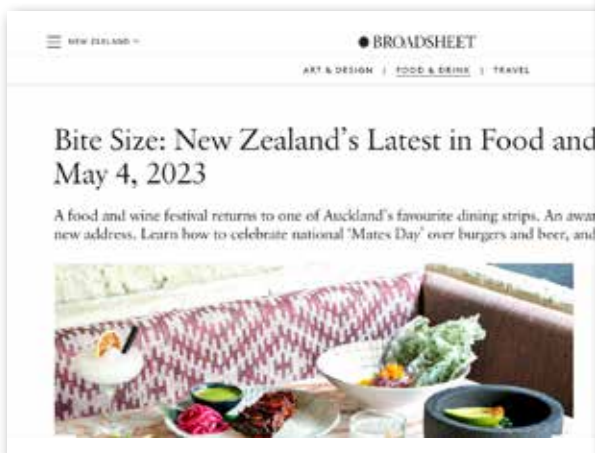 NEW ZEALAND
BROADSHEET
ART & DESIGN | FOOD & DRINK | TRAVEL
Bite Size: New Zealand’s Latest in Food and
May 4, 2023
A food and wine festival returns to one of Auckland’s favourite dining strips. An awar
new address. Learn how to celebrate national ‘Mates Day’ over burgers and beer, and